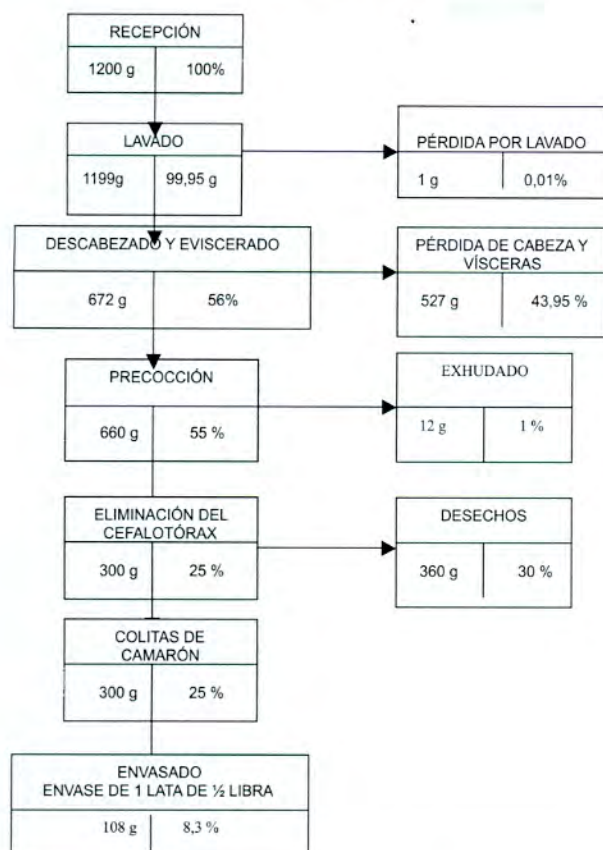 RECEPCIÓN
1200 g 100%
LAVADO
1199g 99,95 g
PÉRDIDA POR LAVADO
1 g 0,01%
DESCABEZADO Y EVISCERADO
672 g 56%
PÉRDIDA DE CABEZA Y
VÍSCERAS
527 g 43,95 %
PRECOCCIÓN
660 g 55 %
EXHUDADO
12 g 1 %
ELIMINACIÓN DEL
CEFALOTÓRAX
300 g 25 %
DESECHOS
360 g 30 %
COLITAS DE
CAMARÓN
300 g 25 %
ENVASADO
ENVASE DE 1 LATA DE ½ LIBRA
108 g 8,3 %